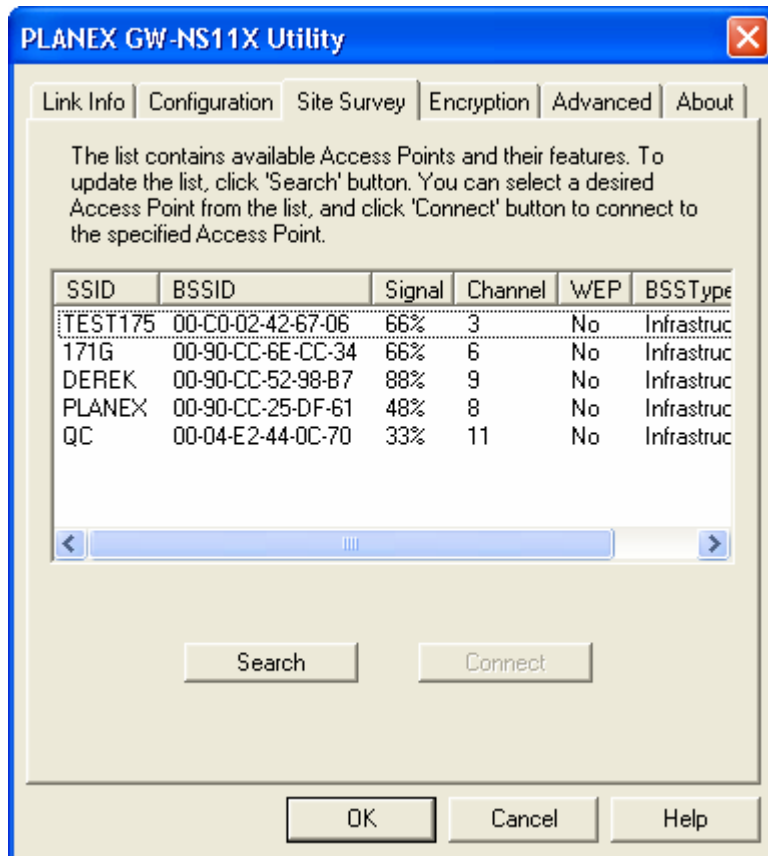 PLANEX GW-NS11X Utility
Link Info Configuration Site Survey Encryption Advanced About
The list contains available Access Points and their features. To
update the list, click 'Search' button. You can select a desired
Access Point from the list, and click 'Connect' button to connect to
the specified Access Point.
SSID BSSID Signal Channel WEP BSSType
TEST175 00-C0-02-42-67-06 66% 3 No Infrastruc
171G 00-90-CC-6E-CC-34 66% 6 No Infrastruc
DEREK 00-90-CC-52-98-B7 88% 9 No Infrastruc
PLANEX 00-90-CC-25-DF-61 48% 8 No Infrastruc
QC 00-04-E2-44-0C-70 33% 11 No Infrastruc
Search Connect
OK Cancel Help